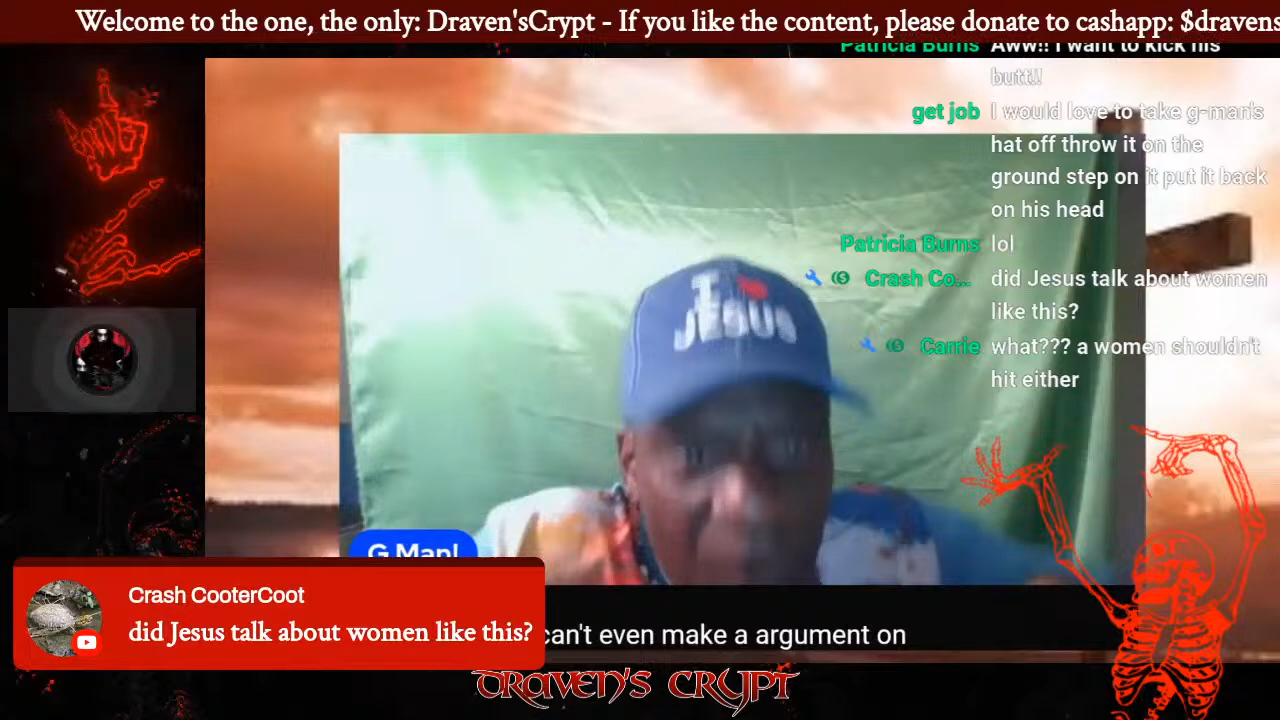 Welcome to the one, the only: Draven'sCrypt - If you like the content, please donate to cashapp: $dravens
Patricia Burns AWW!! I want to kick his
butt!!
get job I would love to take g-man's
hat off throw it on the
ground step on it put it back
on his head
Patricia Burns lol
Crash Co... did Jesus talk about women
like this?
Carrie what??? a women shouldn't
hit either
I
JESUS
G Man!
Crash CooterCoot
did Jesus talk about women like this?
can't even make a argument on
DRAVEN'S CRYPT